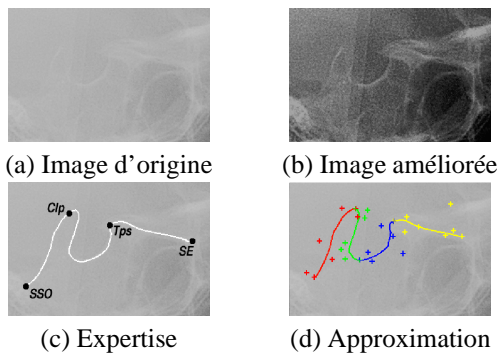 (a) Image d'origine
(b) Image améliorée
Clp
Tps
SE
SSO
(c) Expertise
(d) Approximation